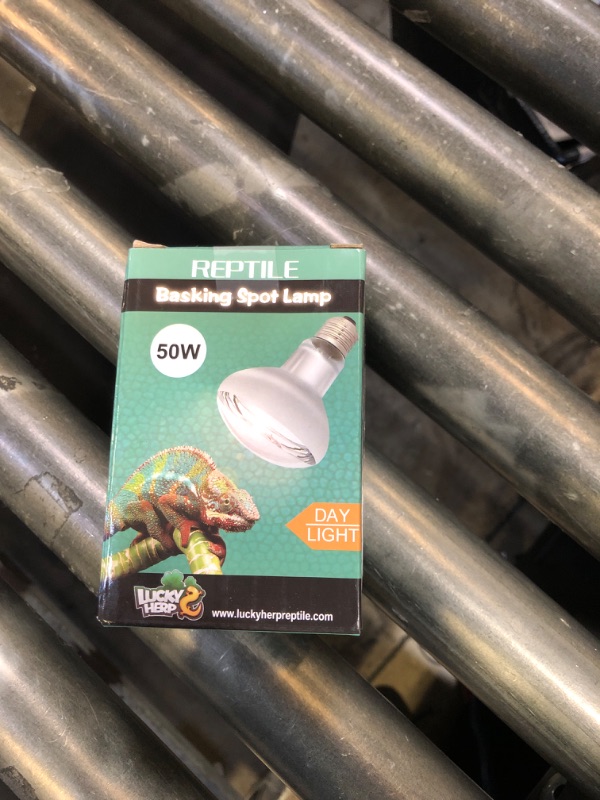 REPTILE
Basking Spot Lamp
50W
DAY
LIGHT
LUCKY
HERP
www.luckyherpreptile.com